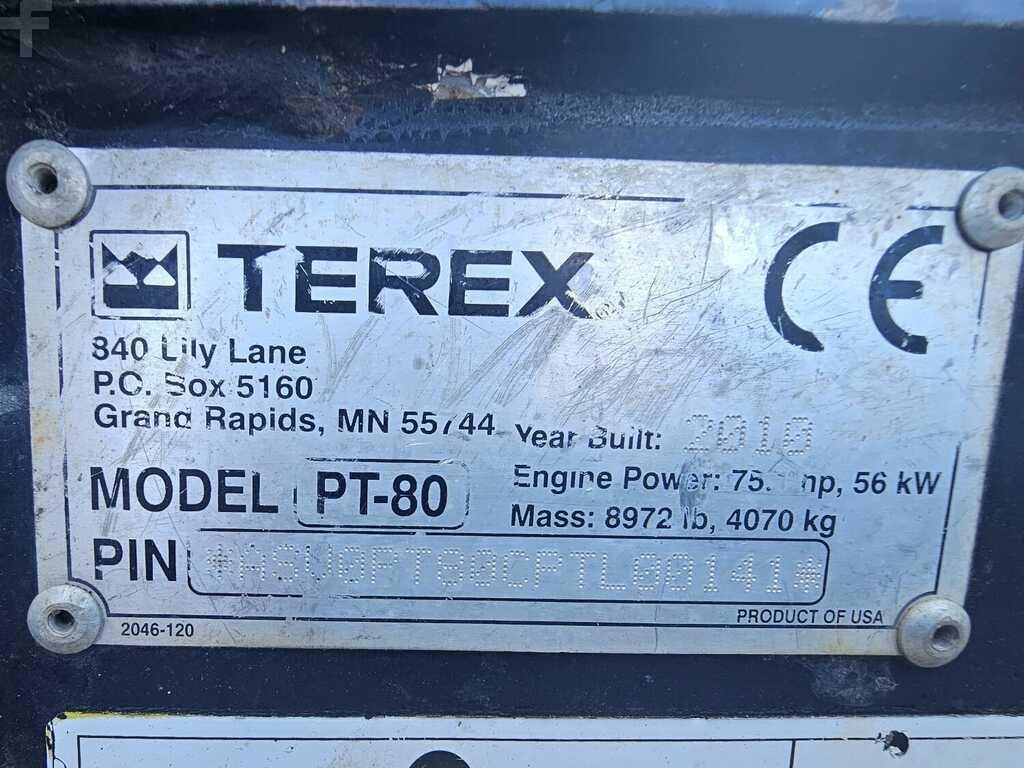 TEREX®
CE
840 Lily Lane
P.O. Box 5160
Grand Rapids, MN 55744
Year Built: 2010
MODEL PT-80
Engine Power: hp, 56 kW
Mass: 8972 lb, 4070 kg
PIN *ASV0PT80CPTL00141*
PRODUCT OF USA
2046-120